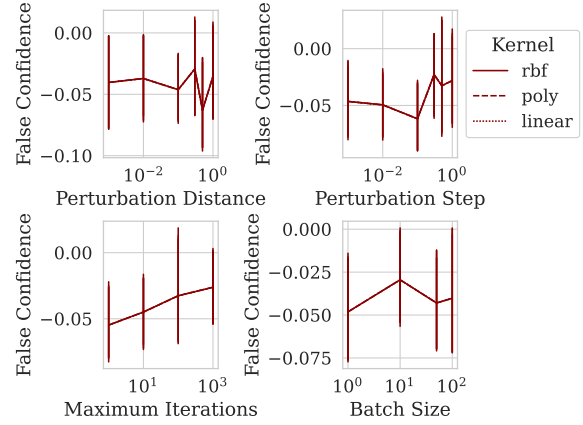 False Confidence
0.00
−0.05
−0.10
10⁻²
10⁰
Perturbation Distance
False Confidence
0.00
−0.05
10⁻²
10⁰
Perturbation Step
Kernel
rbf
poly
linear
False Confidence
0.00
−0.05
10¹
10³
Maximum Iterations
False Confidence
0.000
−0.025
−0.050
−0.075
10⁰
10¹
10²
Batch Size